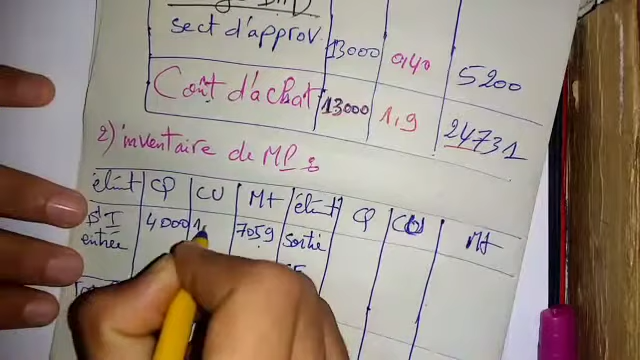 sect d'approv. 13000 0,40 5200
Coût d'achat 13000 1,9 24731
2) inventaire de MP :
élmt CP CU Mt élmt Q CU Mt
SI 4000 7059 sortie
entrée